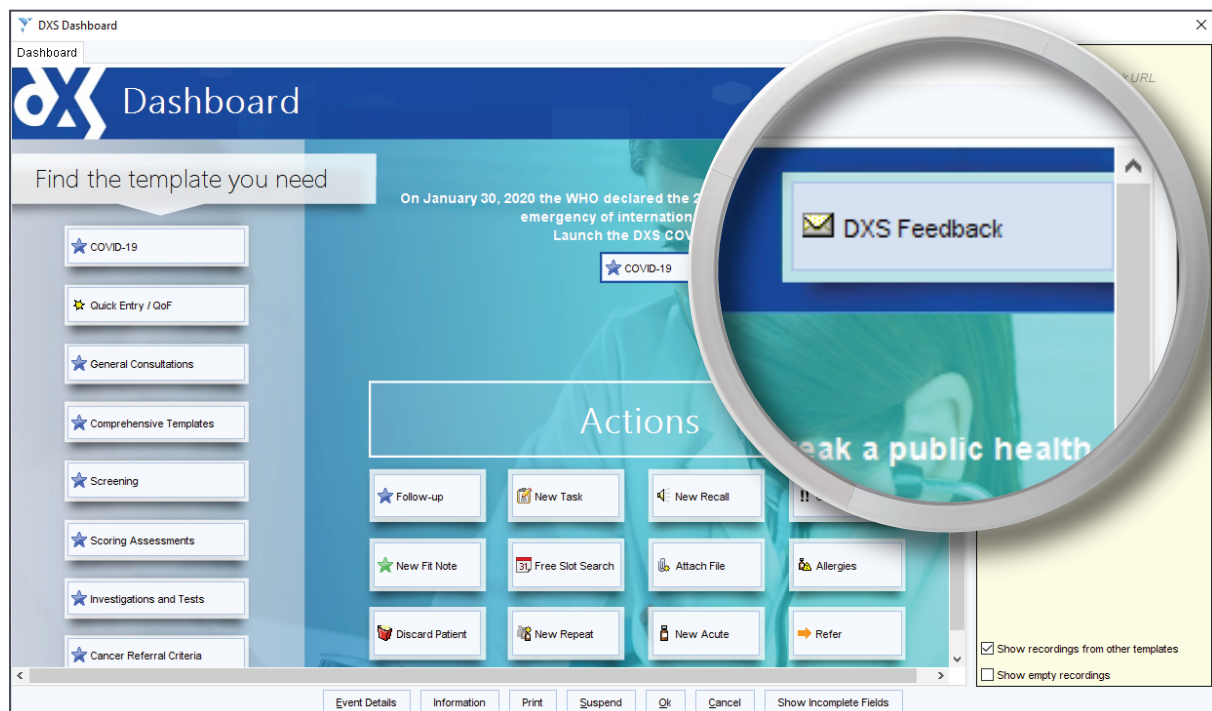 DXS Dashboard
Dashboard
dXS Dashboard
URL
Find the template you need
On January 30, 2020 the WHO declared the
emergency of internation
Launch the DXS COV
COVID-19
DXS Feedback
eak a public health
COVID-19
Quick Entry / QoF
General Consultations
Comprehensive Templates
Screening
Scoring Assessments
Investigations and Tests
Cancer Referral Criteria
Actions
Follow-up
New Task
New Recall
New Fit Note
Free Slot Search
Attach File
Allergies
Discard Patient
New Repeat
New Acute
Refer
Show recordings from other templates
Show empty recordings
Event Details
Information
Print
Suspend
Ok
Cancel
Show Incomplete Fields